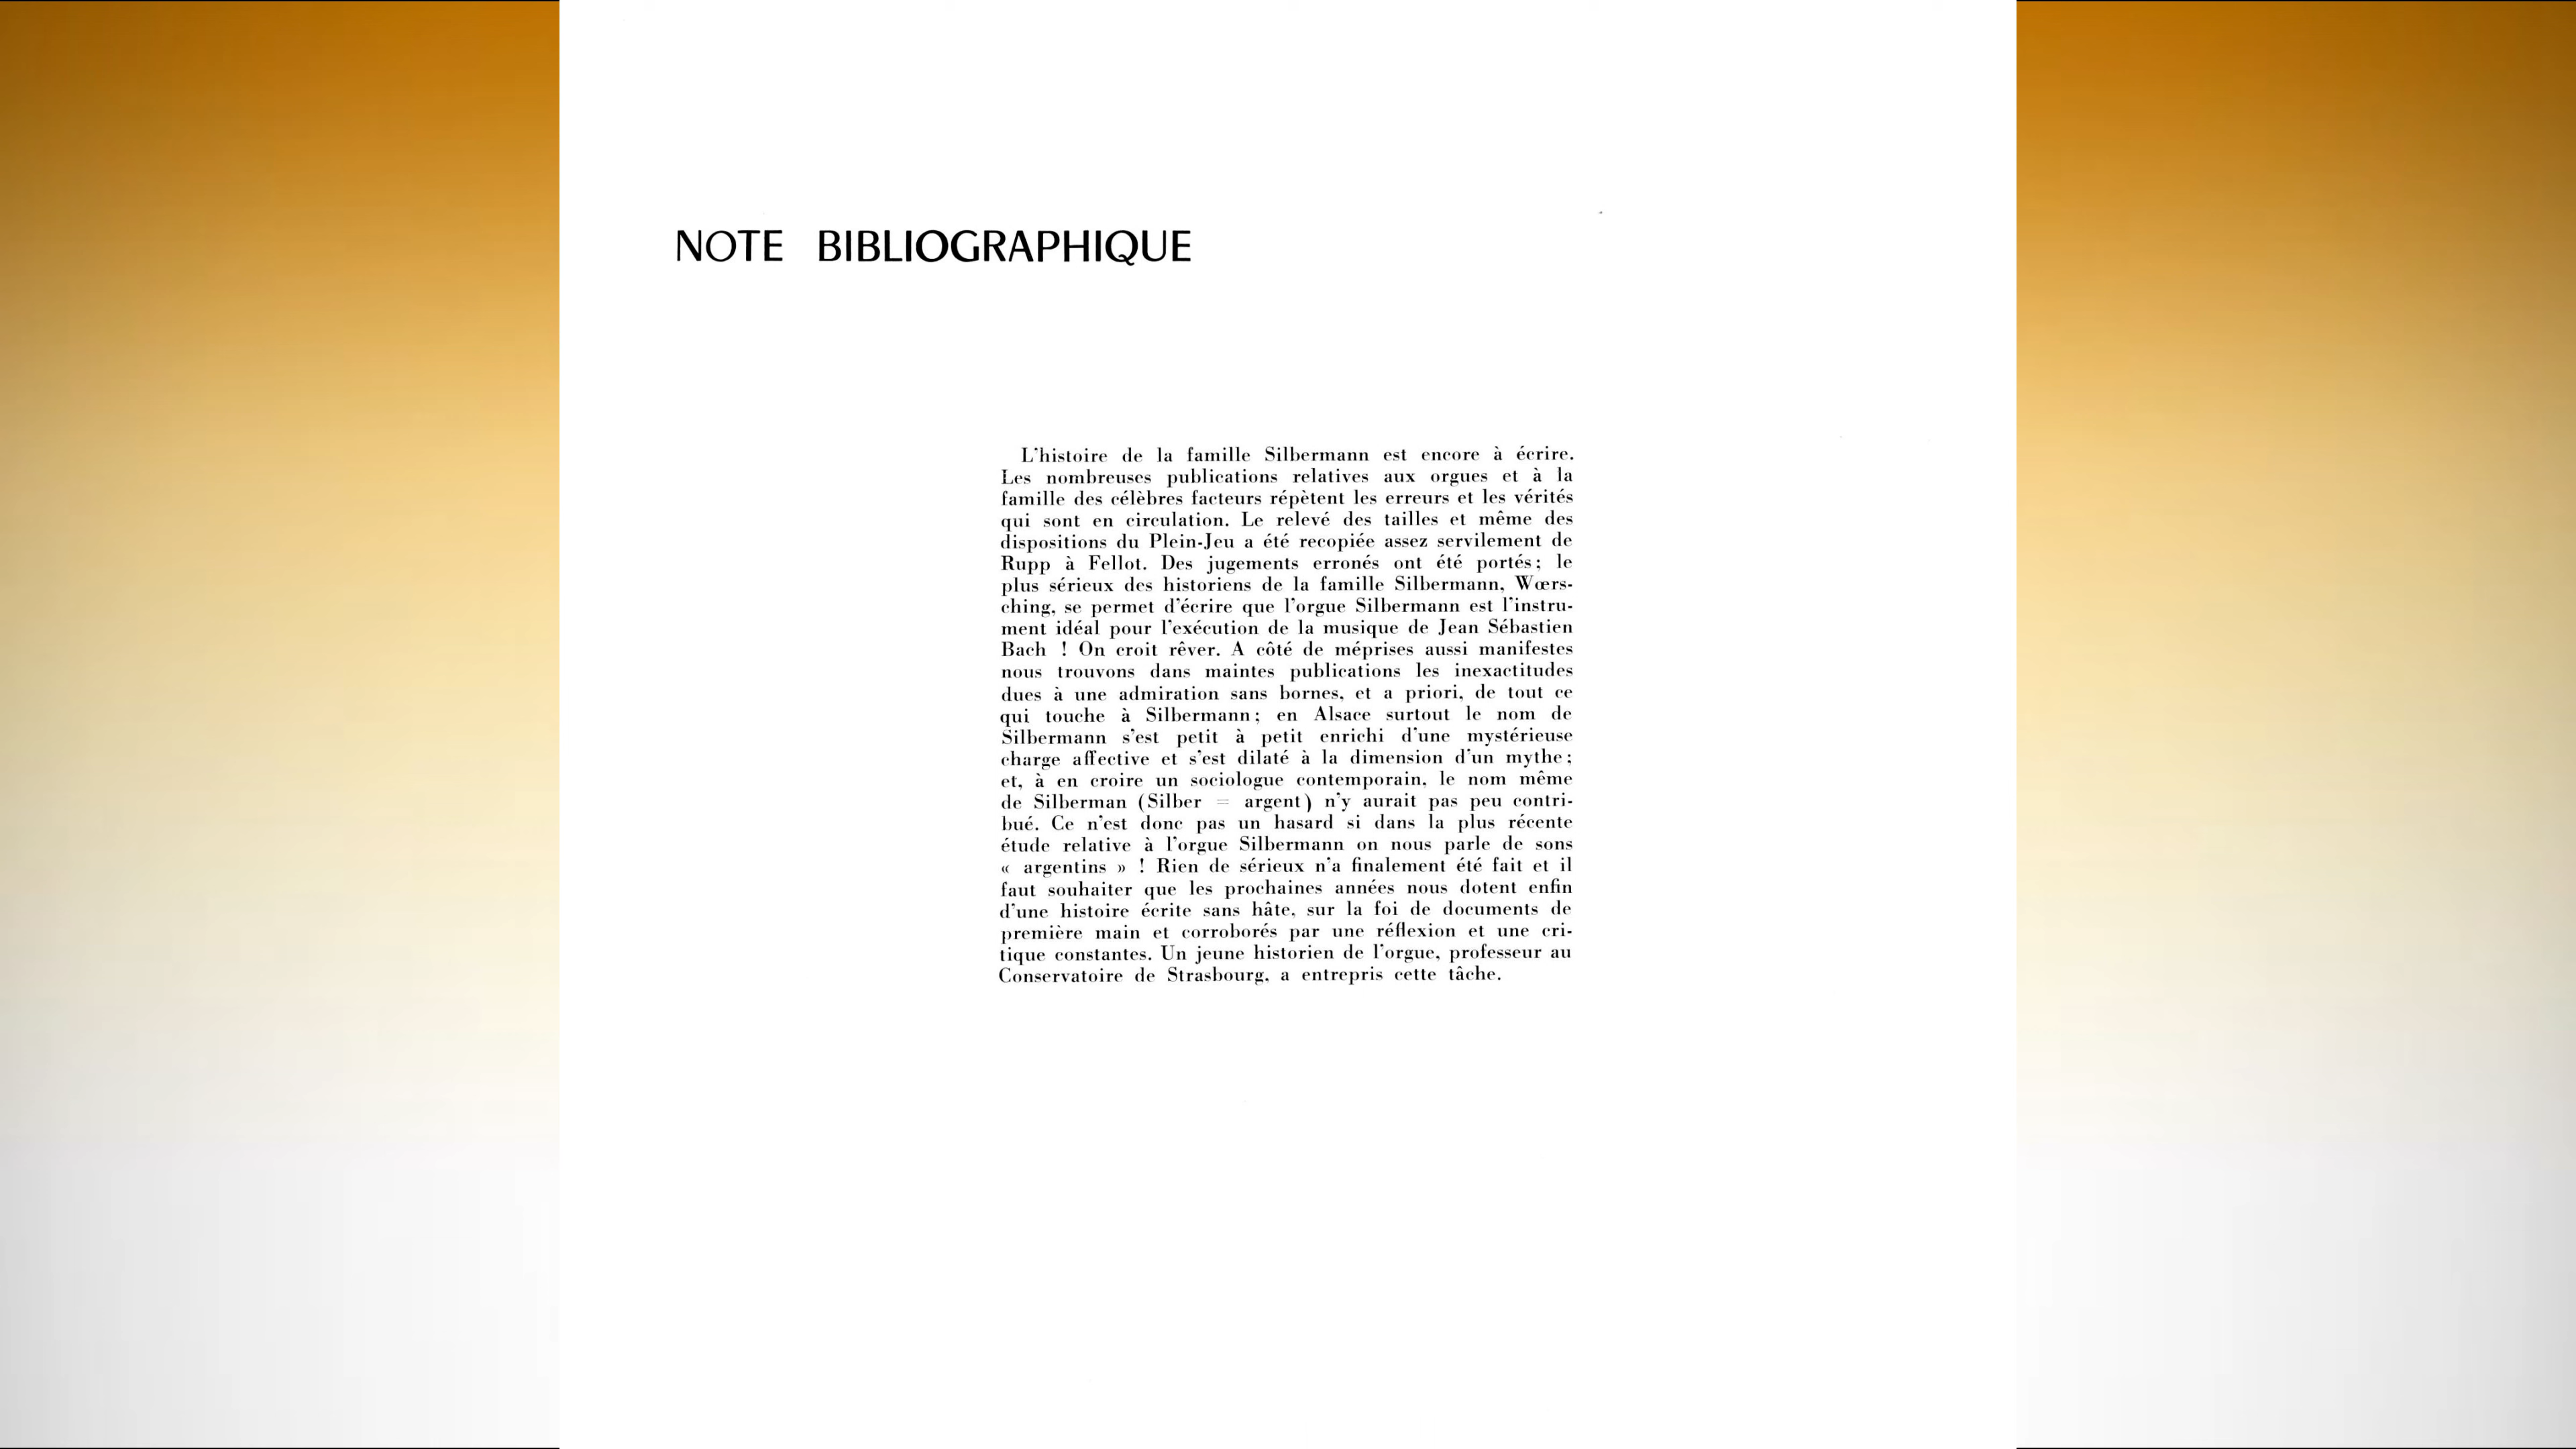 NOTE BIBLIOGRAPHIQUE
L'histoire de la famille Silbermann est encore à écrire.
Les nombreuses publications relatives aux orgues et à la
famille des célèbres facteurs répètent les erreurs et les vérités
qui sont en circulation. Le relevé des tailles et même des
dispositions du Plein-Jeu a été recopiée assez servilement de
Rupp à Fellot. Des jugements erronés ont été portés; le
plus sérieux des historiens de la famille Silbermann, Wœrs-
ching, se permet d'écrire que l'orgue Silbermann est l'instru-
ment idéal pour l'exécution de la musique de Jean Sébastien
Bach ! On croit rêver. A côté de méprises aussi manifestes
nous trouvons dans maintes publications les inexactitudes
dues à une admiration sans bornes, et a priori, de tout ce
qui touche à Silbermann; en Alsace surtout le nom de
Silbermann s'est petit à petit enrichi d'une mystérieuse
charge affective et s'est dilaté à la dimension d'un mythe;
et, à en croire un sociologue contemporain, le nom même
de Silberman (Silber = argent) n'y aurait pas peu contri-
bué. Ce n'est donc pas un hasard si dans la plus récente
étude relative à l'orgue Silbermann on nous parle de sons
« argentins » ! Rien de sérieux n'a finalement été fait et il
faut souhaiter que les prochaines années nous dotent enfin
d'une histoire écrite sans hâte, sur la foi de documents de
première main et corroborés par une réflexion et une cri-
tique constantes. Un jeune historien de l'orgue, professeur au
Conservatoire de Strasbourg, a entrepris cette tâche.